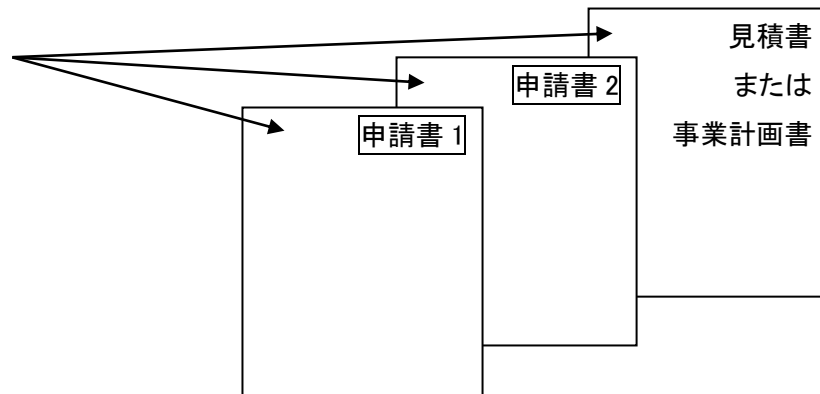 見積書
または
事業計画書
申請書 2
申請書 1